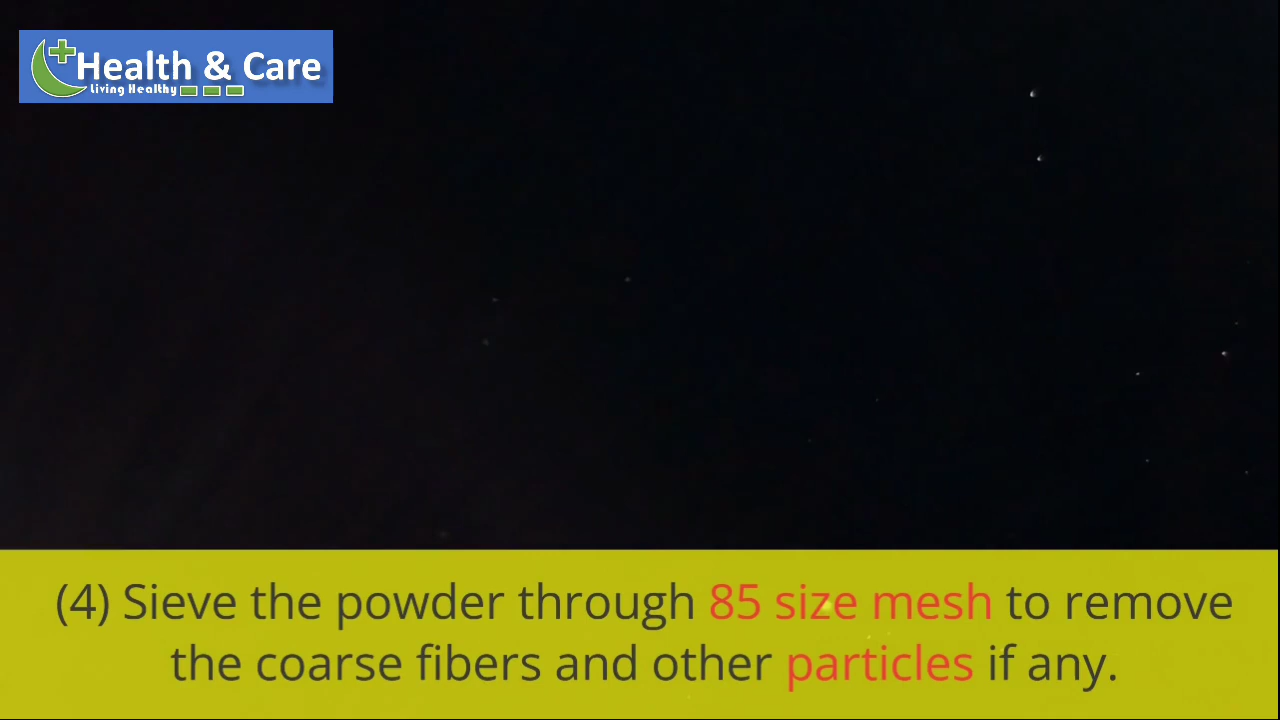 Health & Care
Living Healthy
(4) Sieve the powder through 85 size mesh to remove
the coarse fibers and other particles if any.